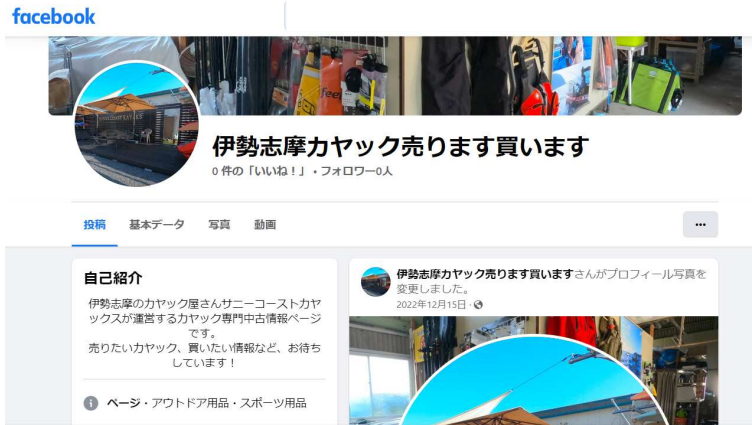 facebook
伊勢志摩カヤック売ります買います
0 件の「いいね！」・フォロワー0人
投稿 基本データ 写真 動画
自己紹介
伊勢志摩のカヤック屋さんサニーコーストカヤ
ックスが運営するカヤック専門中古情報ページ
です。
売りたいカヤック、買いたい情報など、お待ち
しています！
ページ・アウトドア用品・スポーツ用品
伊勢志摩カヤック売ります買いますさんがプロフィール写真を
変更しました。
2022年12月15日